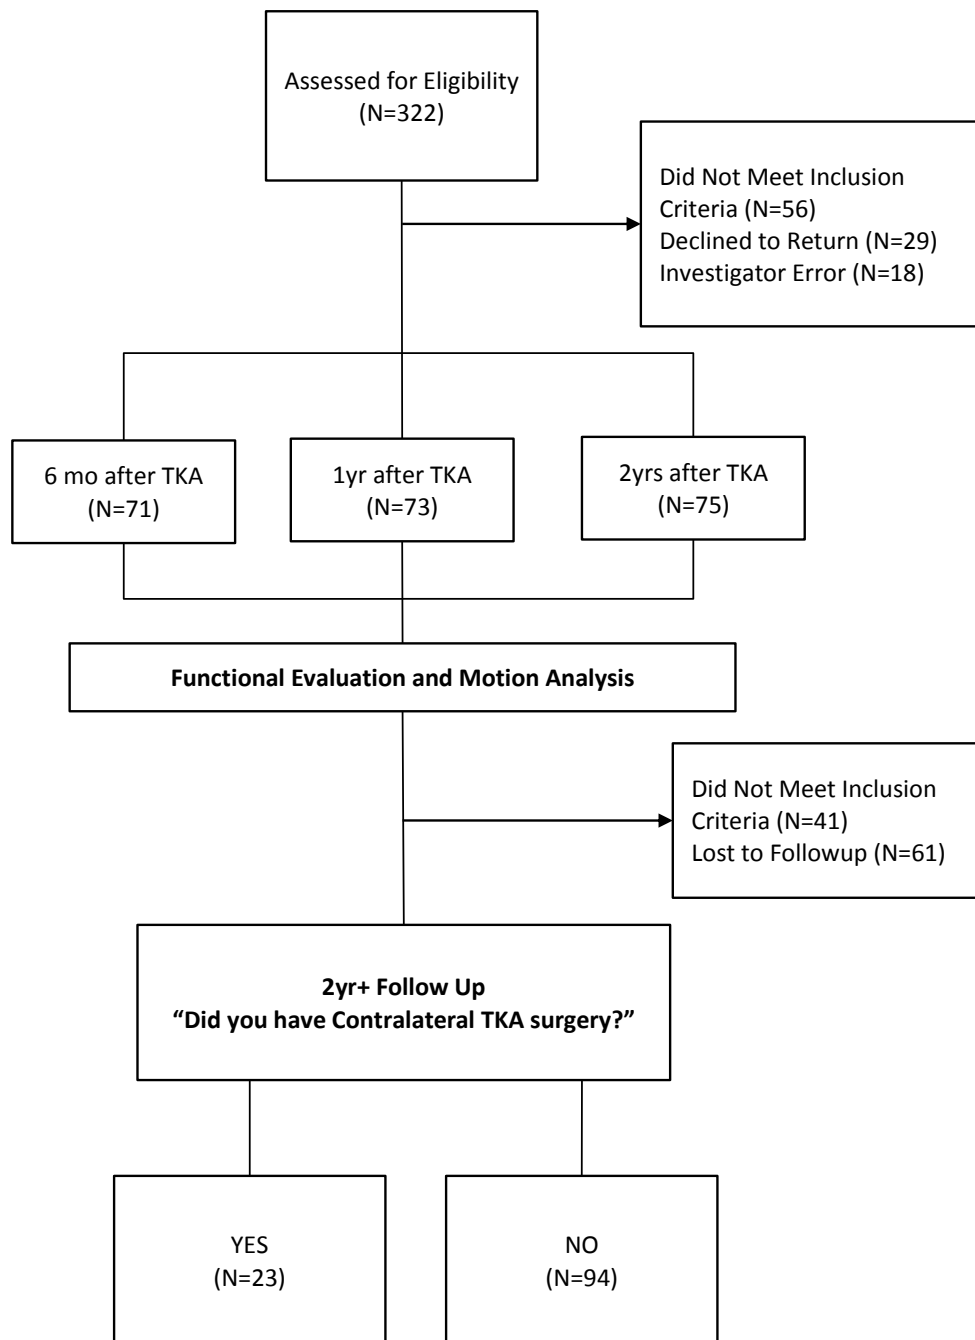 Assessed for Eligibility
(N=322)
Did Not Meet Inclusion
Criteria (N=56)
Declined to Return (N=29)
Investigator Error (N=18)
6 mo after TKA
(N=71)
1yr after TKA
(N=73)
2yrs after TKA
(N=75)
Functional Evaluation and Motion Analysis
Did Not Meet Inclusion
Criteria (N=41)
Lost to Followup (N=61)
2yr+ Follow Up
“Did you have Contralateral TKA surgery?”
YES
(N=23)
NO
(N=94)